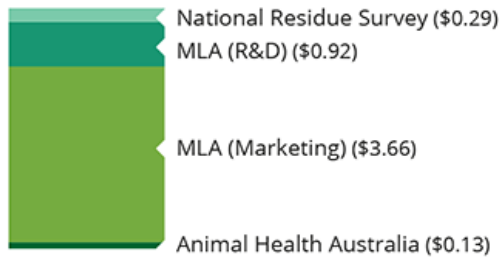 National Residue Survey ($0.29)
MLA (R&D) ($0.92)
MLA (Marketing) ($3.66)
Animal Health Australia ($0.13)